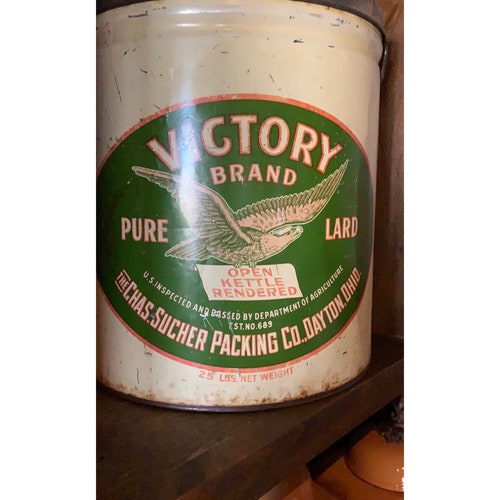 VICTORY
BRAND
PURE LARD
OPEN
KETTLE
RENDERED
U.S. INSPECTED AND PASSED BY DEPARTMENT OF AGRICULTURE
EST. NO. 689
THE CHAS. SUCHER PACKING CO., DAYTON, OHIO.
25 LBS. NET WEIGHT